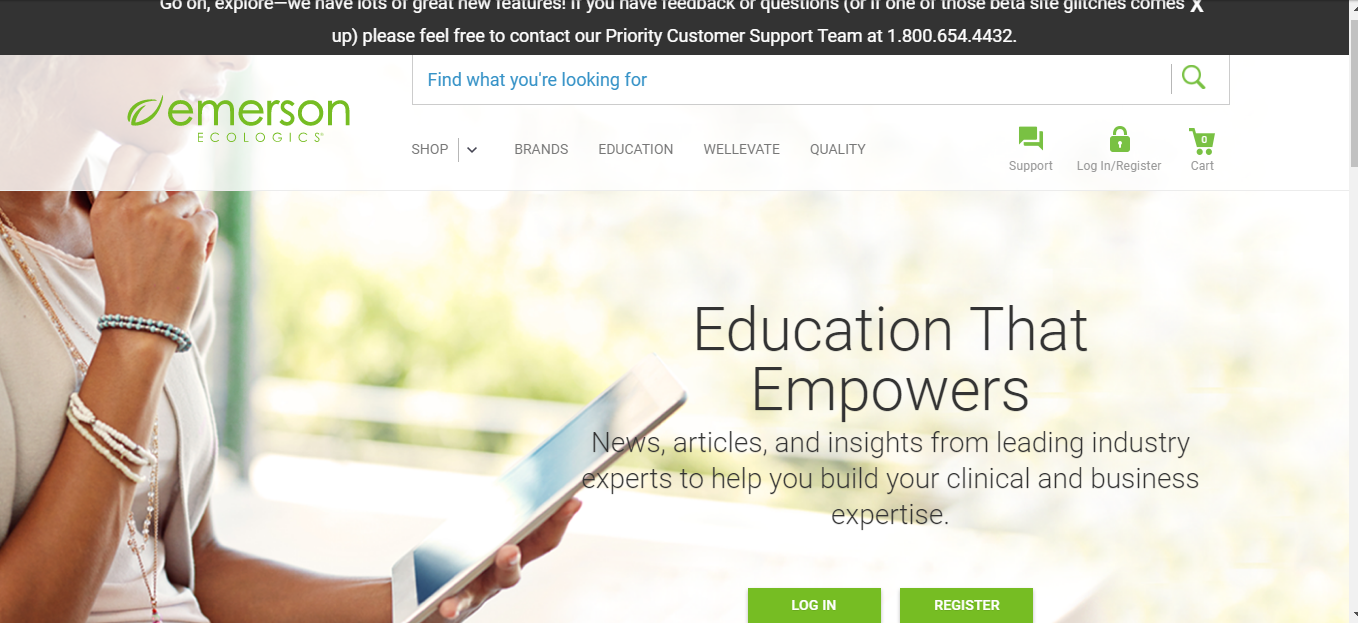 Go on, explore—we have lots of great new features! If you have feedback or questions (or if one of those beta site glitches comes X
up) please feel free to contact our Priority Customer Support Team at 1.800.654.4432.
Find what you're looking for
emerson
ECOLOGICS®
SHOP BRANDS EDUCATION WELLEVATE QUALITY
0
Support Log In/Register Cart
Education That
Empowers
News, articles, and insights from leading industry
experts to help you build your clinical and business
expertise.
LOG IN REGISTER